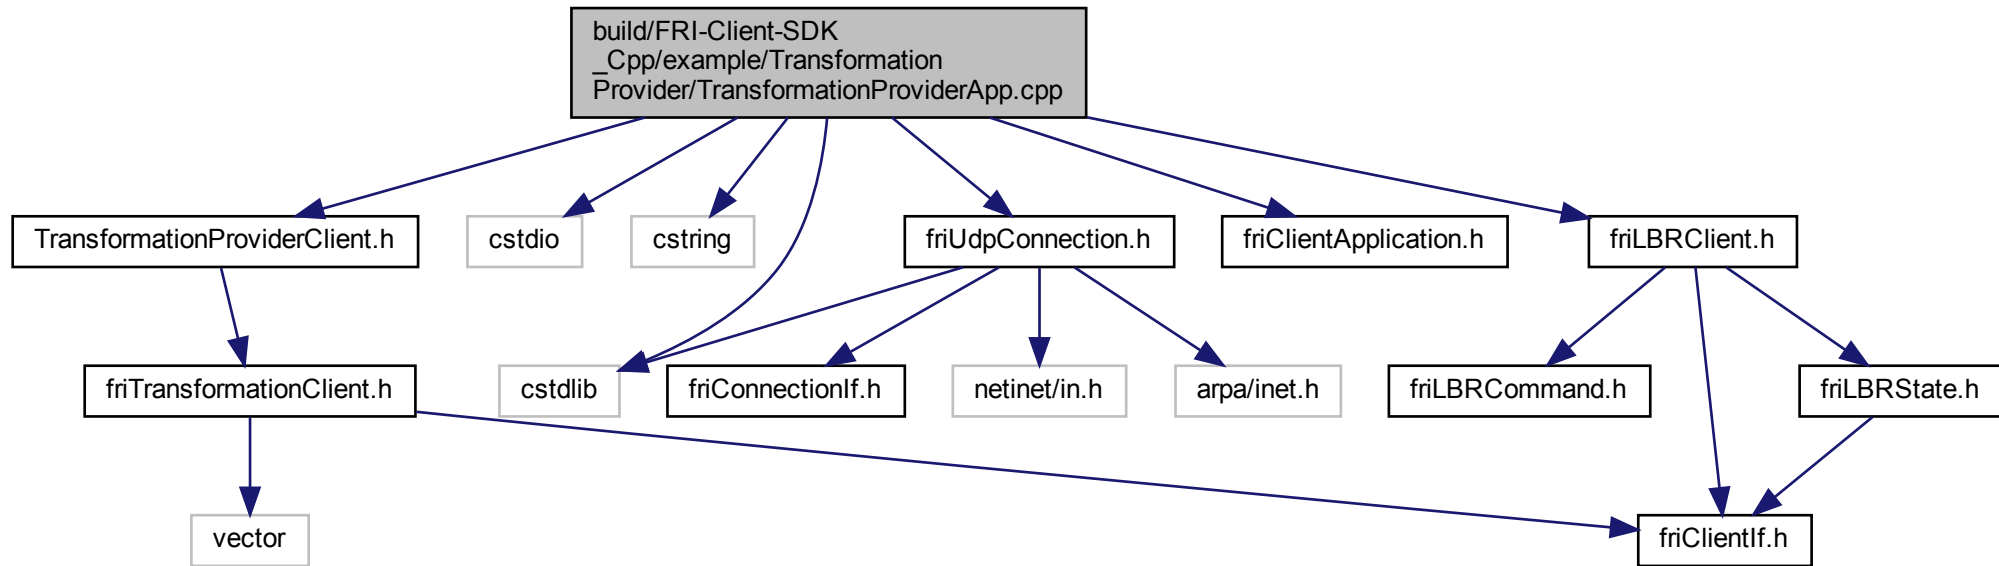 build/FRI-Client-SDK
_Cpp/example/Transformation
Provider/TransformationProviderApp.cpp
TransformationProviderClient.h
cstdio
cstring
friUdpConnection.h
friClientApplication.h
friLBRClient.h
friTransformationClient.h
cstdlib
friConnectionIf.h
netinet/in.h
arpa/inet.h
friLBRCommand.h
friLBRState.h
vector
friClientIf.h